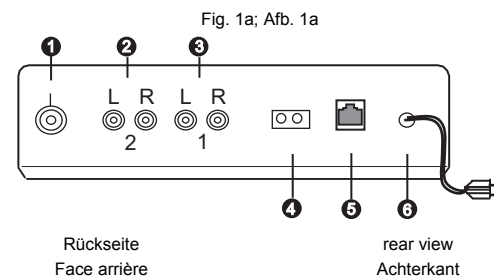 Fig. 1a; Afb. 1a
1 2 3
L R L R
2 1
4 5 6
Rückseite rear view
Face arrière Achterkant